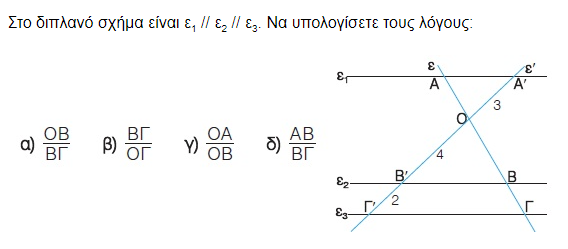 Στο διπλανό σχήμα είναι ε₁ // ε₂ // ε₃. Να υπολογίσετε τους λόγους:
α) ΟΒ/ΒΓ β) ΒΓ/ΟΓ γ) ΟΑ/ΟΒ δ) ΑΒ/ΒΓ
ε ε′
ε₁ Α Α′
Ο 3
4
ε₂ Β′ Β
ε₃ Γ′ 2 Γ